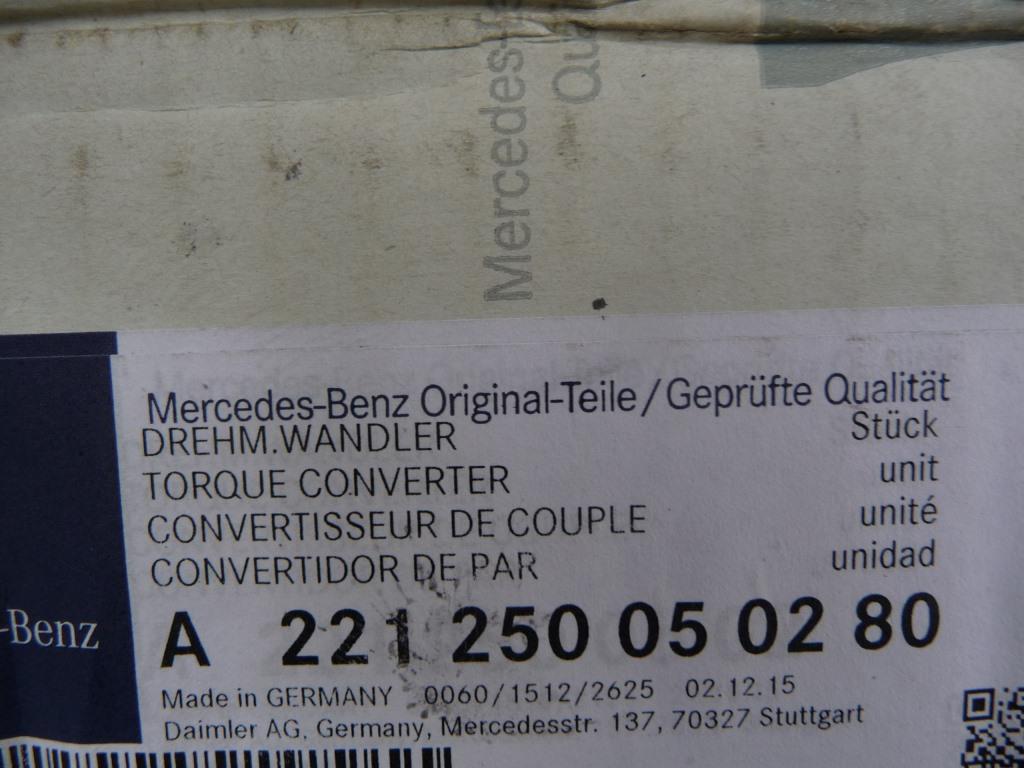 Mercedes-
Qu
Mercedes-Benz Original-Teile/Geprüfte Qualität
DREHM.WANDLER Stück
TORQUE CONVERTER unit
CONVERTISSEUR DE COUPLE unité
CONVERTIDOR DE PAR unidad
-Benz
A 221 250 05 02 80
Made in GERMANY 0060/1512/2625 02.12.15
Daimler AG, Germany, Mercedesstr. 137, 70327 Stuttgart